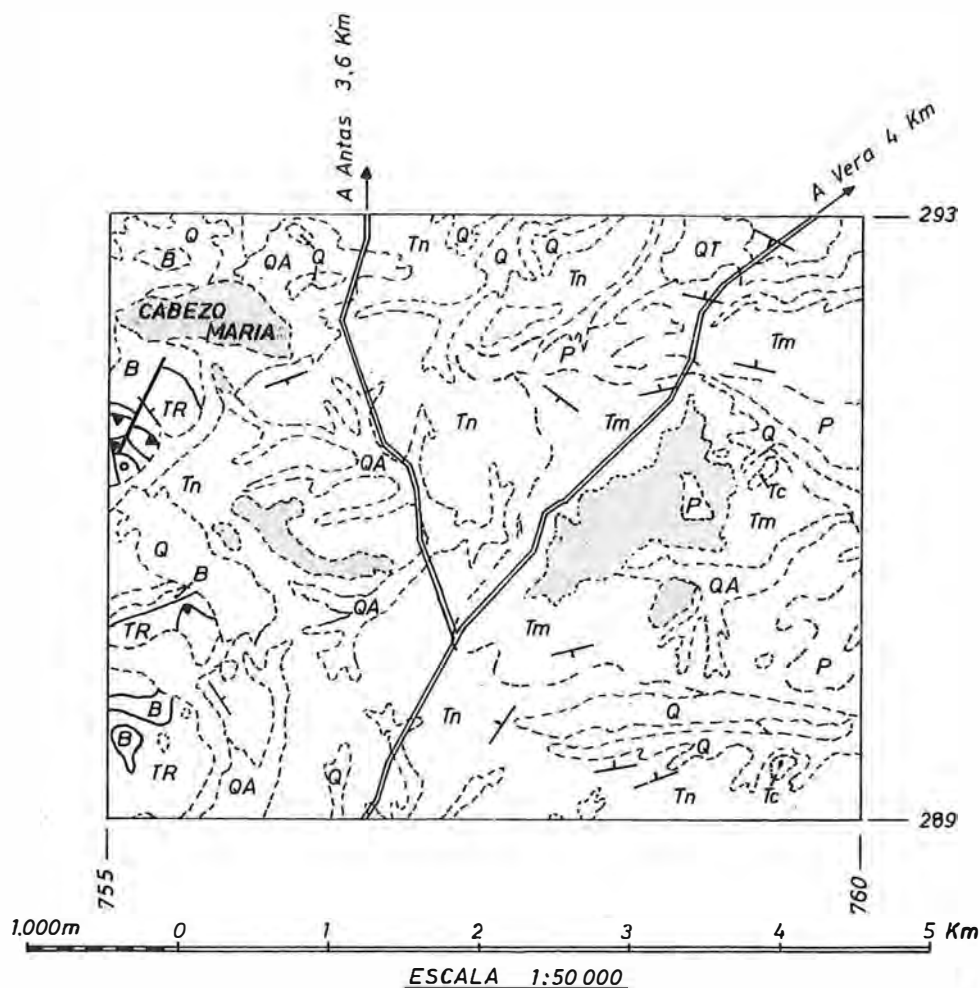 A Antas 3,6 Km
A Vera 4 Km
293
Q
B
QA
Q
Tn
Q
Q
Q
Tn
QT
CABEZO
MARIA
P
Tm
B
TR
Tn
Tm
QA
Q
P
Tn
P
Tc
Tm
Q
B
QA
QA
TR
Tm
P
B
Tn
Q
B
Q
TR
QA
Q
Tn
Tc
289
755
760
1.000m 0 1 2 3 4 5 Km
ESCALA 1:50 000